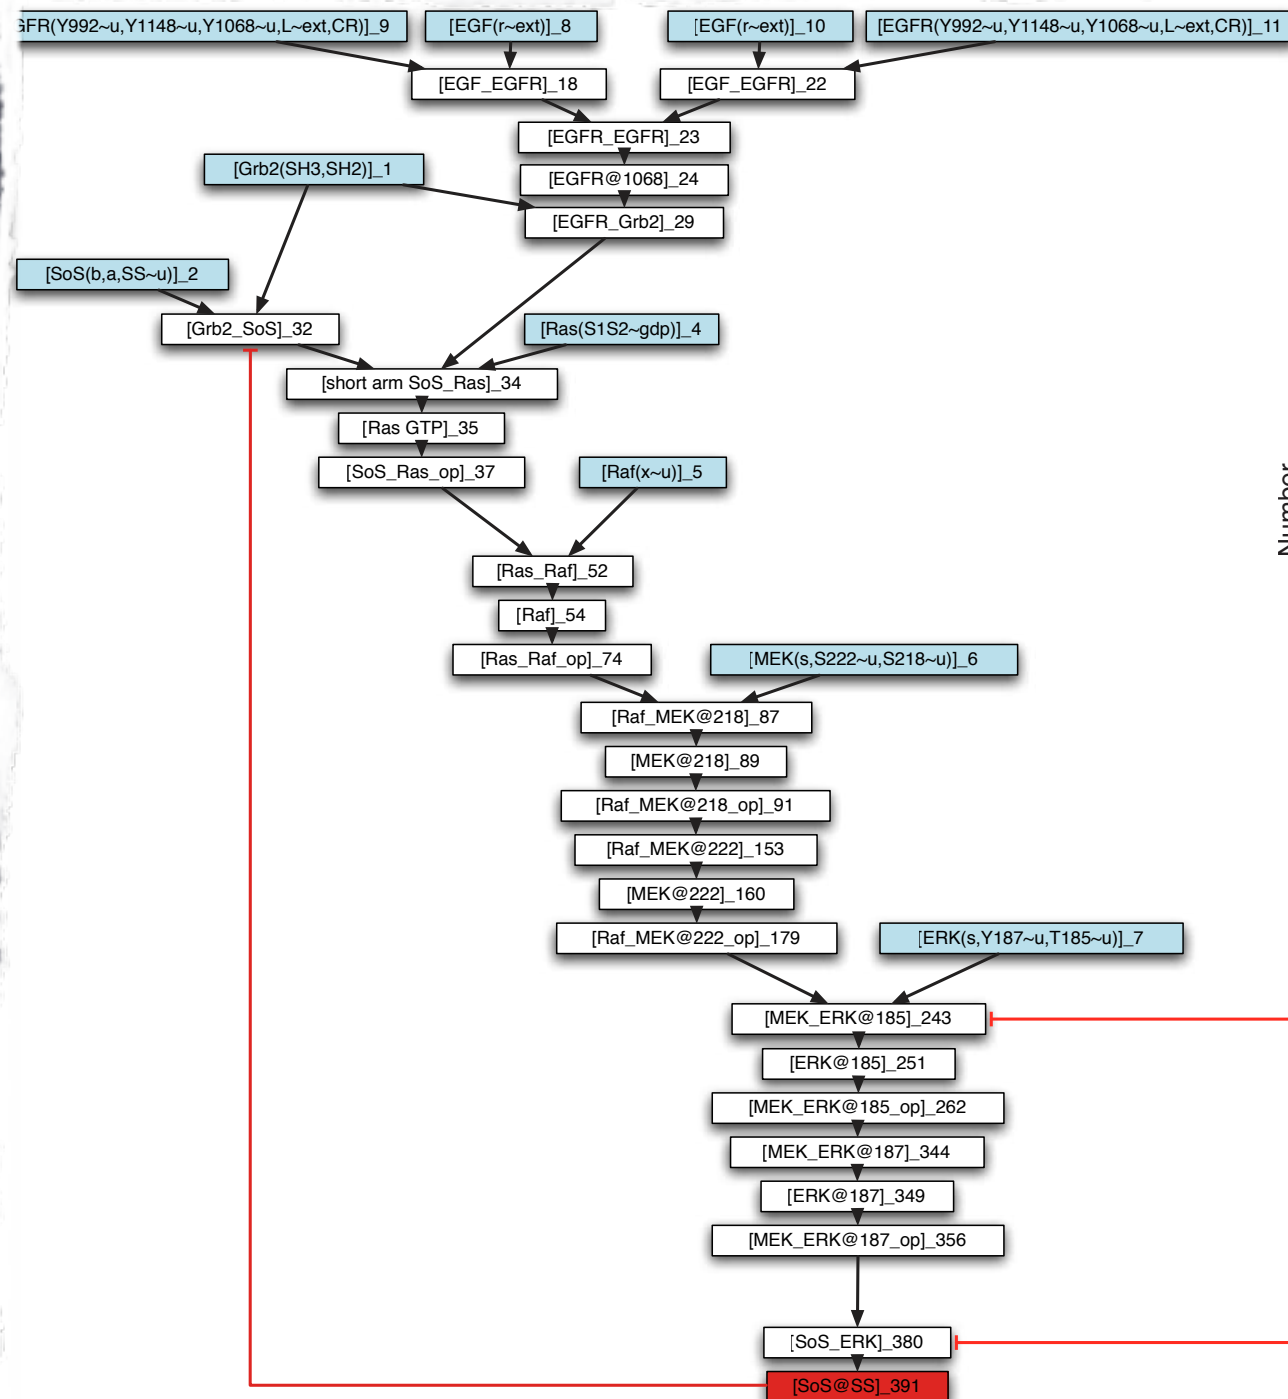 GFR(Y992~u,Y1148~u,Y1068~u,L~ext,CR)]_9
[EGF(r~ext)]_8
[EGF(r~ext)]_10
[EGFR(Y992~u,Y1148~u,Y1068~u,L~ext,CR)]_11
[EGF_EGFR]_18
[EGF_EGFR]_22
[EGFR_EGFR]_23
[Grb2(SH3,SH2)]_1
[EGFR@1068]_24
[EGFR_Grb2]_29
[SoS(b,a,SS~u)]_2
[Grb2_SoS]_32
[Ras(S1S2~gdp)]_4
[short arm SoS_Ras]_34
[Ras GTP]_35
[SoS_Ras_op]_37
[Raf(x~u)]_5
Number
[Ras_Raf]_52
[Raf]_54
[Ras_Raf_op]_74
[MEK(s,S222~u,S218~u)]_6
[Raf_MEK@218]_87
[MEK@218]_89
[Raf_MEK@218_op]_91
[Raf_MEK@222]_153
[MEK@222]_160
[Raf_MEK@222_op]_179
[ERK(s,Y187~u,T185~u)]_7
[MEK_ERK@185]_243
[ERK@185]_251
[MEK_ERK@185_op]_262
[MEK_ERK@187]_344
[ERK@187]_349
[MEK_ERK@187_op]_356
[SoS_ERK]_380
[SoS@SS]_391